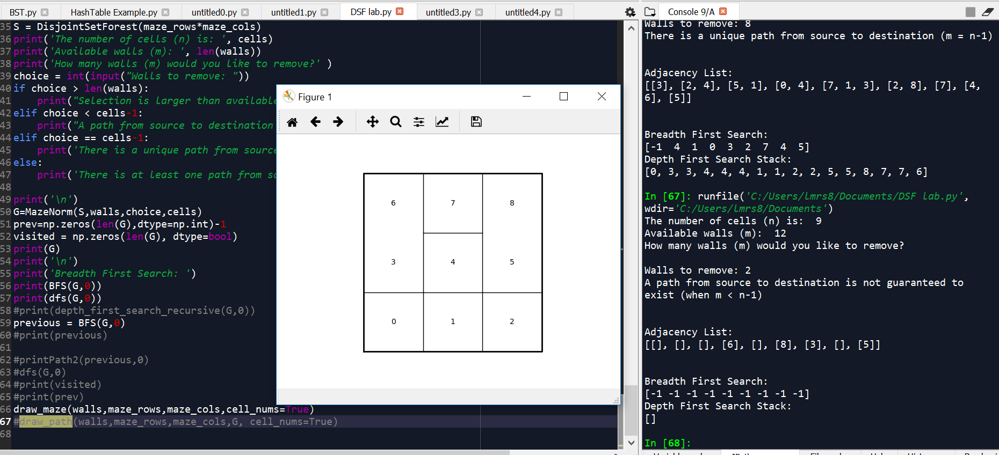 BST.py
HashTable Example.py
untitled0.py
untitled1.py
DSF lab.py
untitled3.py
untitled4.py
35 S = DisjointSetForest(maze_rows*maze_cols)
36 print('The number of cells (n) is: ', cells)
37 print('Available walls (m): ', len(walls))
38 print('How many walls (m) would you like to remove?' )
39 choice = int(input("Walls to remove: "))
40 if choice > len(walls):
41     print("Selection is larger than available
42 elif choice < cells-1:
43     print("A path from source to destination
44 elif choice == cells-1:
45     print('There is a unique path from source
46 else:
47     print('There is at least one path from so
48
49 print('\n')
50 G=MazeNorm(S,walls,choice,cells)
51 prev=np.zeros(len(G),dtype=np.int)-1
52 visited = np.zeros(len(G), dtype=bool)
53 print(G)
54 print('\n')
55 print('Breadth First Search: ')
56 print(BFS(G,0))
57 print(dfs(G,0))
58 #print(depth_first_search_recursive(G,0))
59 previous = BFS(G,0)
60 #print(previous)
61
62 #printPath2(previous,0)
63 #dfs(G,0)
64 #print(visited)
65 #print(prev)
66 draw_maze(walls,maze_rows,maze_cols,cell_nums=True)
67 #draw_path(walls,maze_rows,maze_cols,G, cell_nums=True)
68
Figure 1
6 7 8
3 4 5
0 1 2
Console 9/A
Walls to remove: 8
There is a unique path from source to destination (m = n-1)
Adjacency List:
[[3], [2, 4], [5, 1], [0, 4], [7, 1, 3], [2, 8], [7], [4,
6], [5]]
Breadth First Search:
[-1  4  1  0  3  2  7  4  5]
Depth First Search Stack:
[0, 3, 3, 4, 4, 4, 1, 1, 2, 2, 5, 5, 8, 7, 7, 6]
In [67]: runfile('C:/Users/lmrs8/Documents/DSF lab.py',
wdir='C:/Users/lmrs8/Documents')
The number of cells (n) is:  9
Available walls (m):  12
How many walls (m) would you like to remove?
Walls to remove: 2
A path from source to destination is not guaranteed to
exist (when m < n-1)
Adjacency List:
[[], [], [], [6], [], [8], [3], [], [5]]
Breadth First Search:
[-1 -1 -1 -1 -1 -1 -1 -1 -1]
Depth First Search Stack:
[]
In [68]: